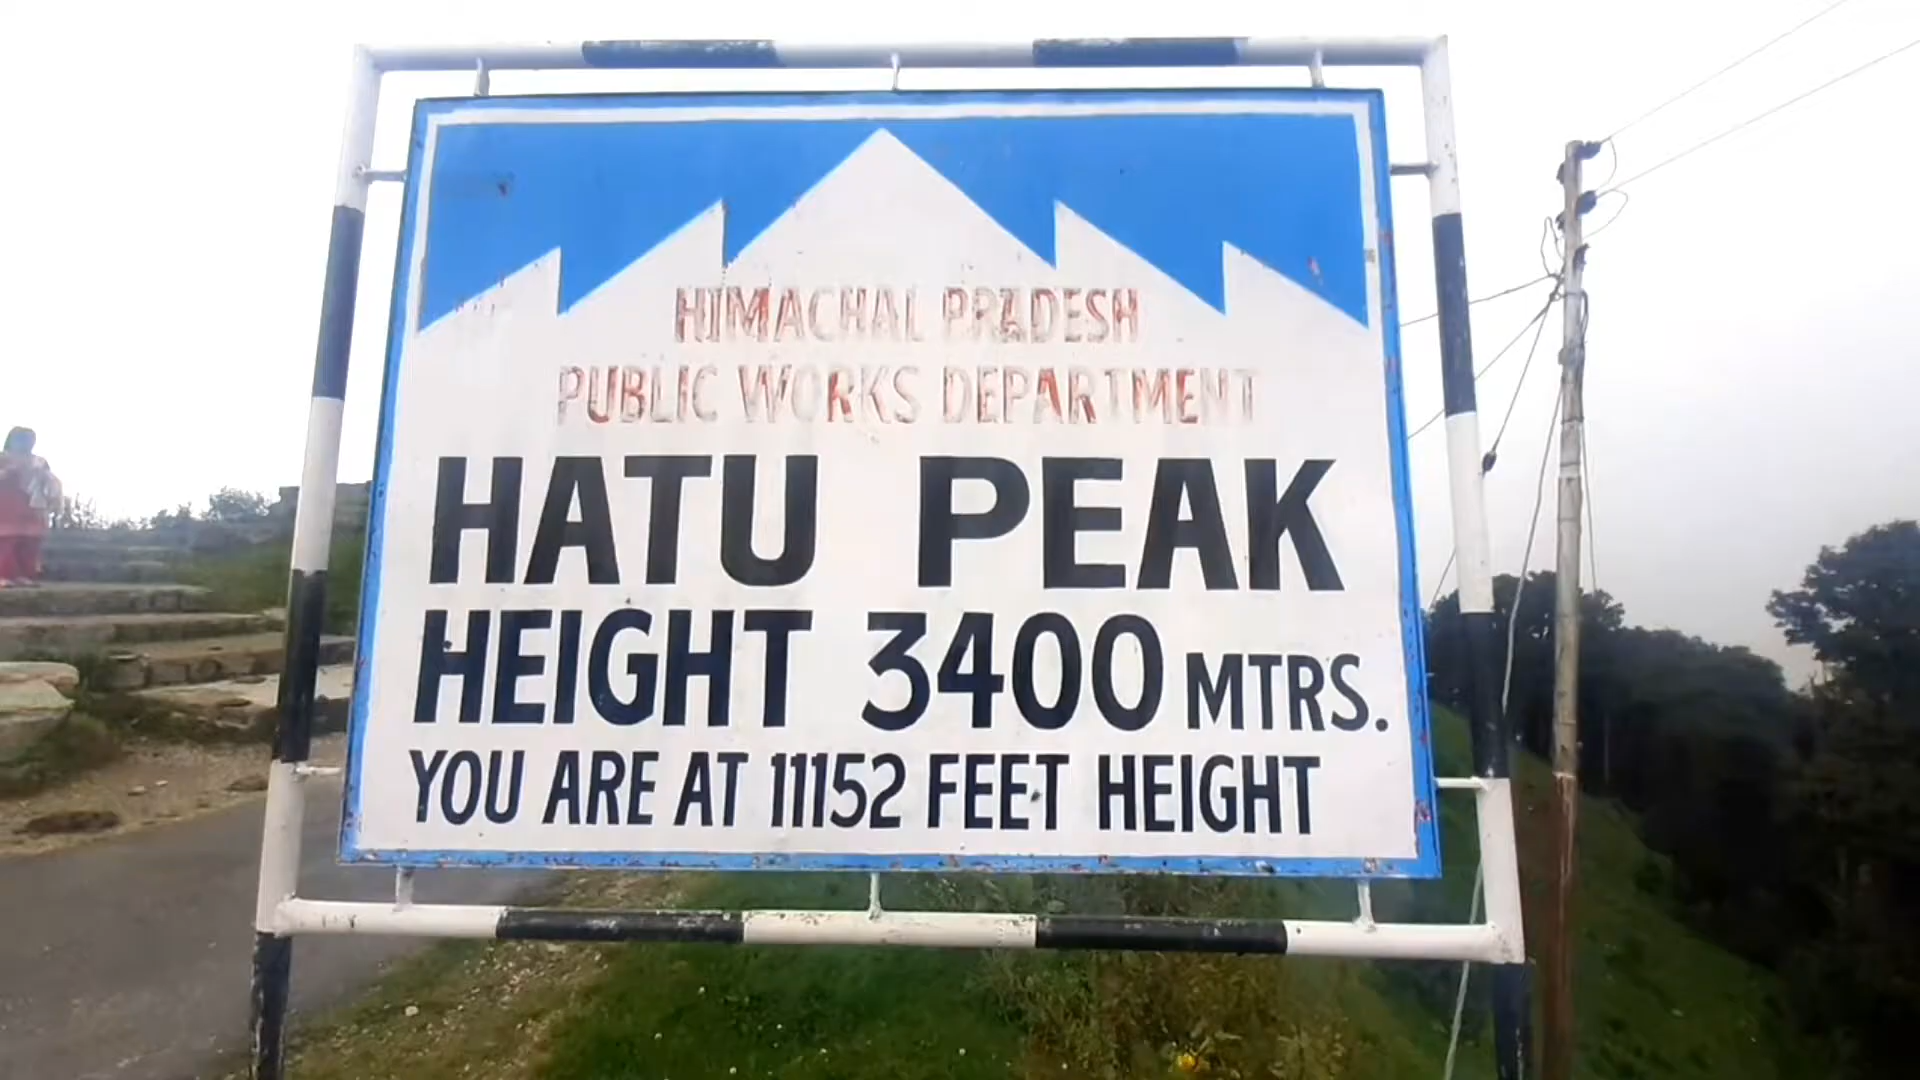 HIMACHAL PRADESH
PUBLIC WORKS DEPARTMENT
HATU PEAK
HEIGHT 3400 MTRS.
YOU ARE AT 11152 FEET HEIGHT